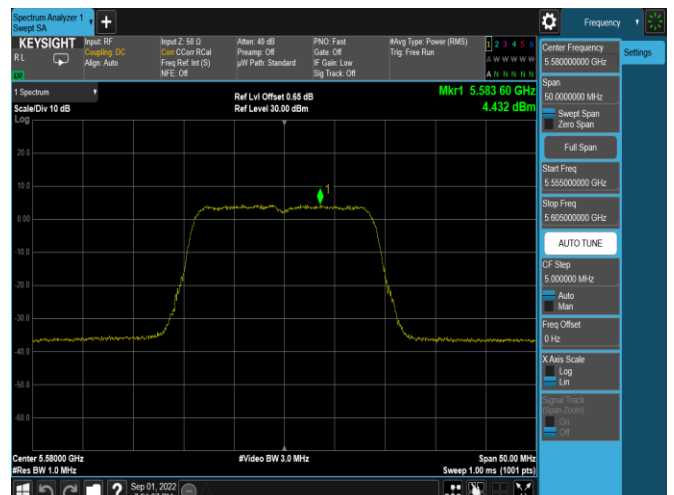 Spectrum Analyzer 1
Swept SA
Frequency
KEYSIGHT
R L
Input: RF
Coupling: DC
Align: Auto
Input Z: 50 Ω
Corr CCorr RCal
Freq Ref: Int (S)
NFE: Off
Atten: 40 dB
Preamp: Off
µW Path: Standard
PNO: Fast
Gate: Off
IF Gain: Low
Sig Track: Off
#Avg Type: Power (RMS)
Trig: Free Run
1 2 3 4 5 6
A W W W W W
A N N N N N
LW
1 Spectrum
Scale/Div 10 dB
Log
Ref Lvl Offset 0.65 dB
Ref Level 30.00 dBm
Mkr1 5.583 60 GHz
4.432 dBm
20.0
10.0
0.00
-10.0
-20.0
-30.0
-40.0
-50.0
-60.0
1
Center 5.58000 GHz
#Res BW 1.0 MHz
#Video BW 3.0 MHz
Span 50.00 MHz
Sweep 1.00 ms (1001 pts)
Sep 01, 2022
?
Center Frequency
5.580000000 GHz
Settings
Span
50.0000000 MHz
Swept Span
Zero Span
Full Span
Start Freq
5.555000000 GHz
Stop Freq
5.605000000 GHz
AUTO TUNE
CF Step
5.000000 MHz
Auto
Man
Freq Offset
0 Hz
X Axis Scale
Log
Lin
Signal Track
(Span Zoom)
On
Off